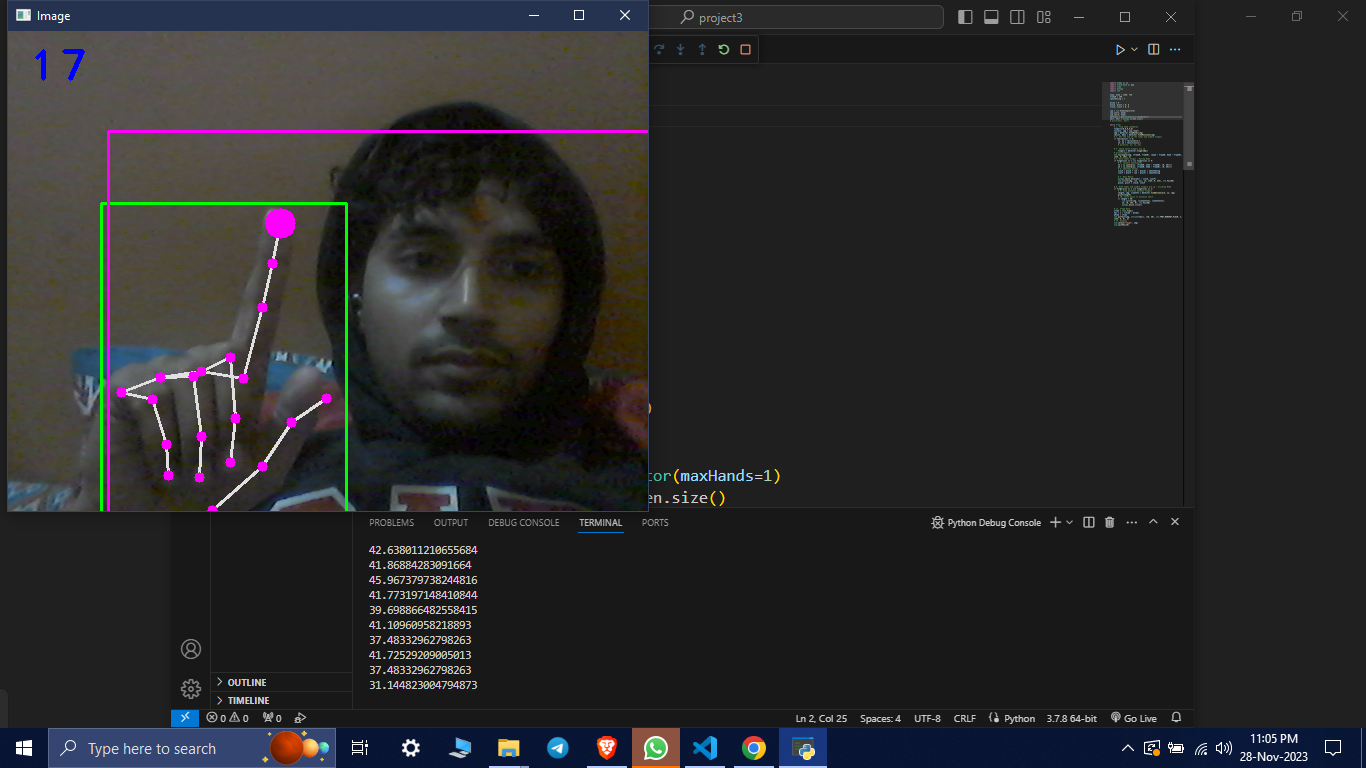 Image
project3
17
)
tor(maxHands=1)
en.size()
PROBLEMS OUTPUT DEBUG CONSOLE TERMINAL PORTS
Python Debug Console
42.638011210655684
41.86884283091664
45.967379738244816
41.773197148410844
39.698866482558415
41.10960958218893
37.48332962798263
41.72529209005013
37.48332962798263
31.144823004794873
OUTLINE
TIMELINE
0 0 0
Ln 2, Col 25 Spaces: 4 UTF-8 CRLF Python 3.7.8 64-bit Go Live
Type here to search
11:05 PM
28-Nov-2023